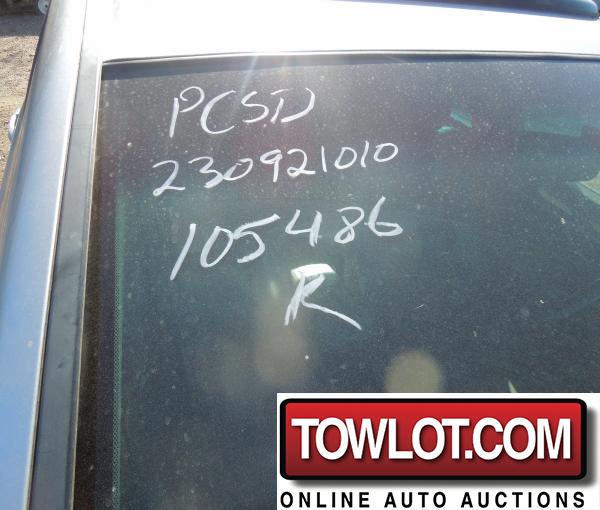 PCSD
230921010
105486
R
TOWLOT.COM
ONLINE AUTO AUCTIONS